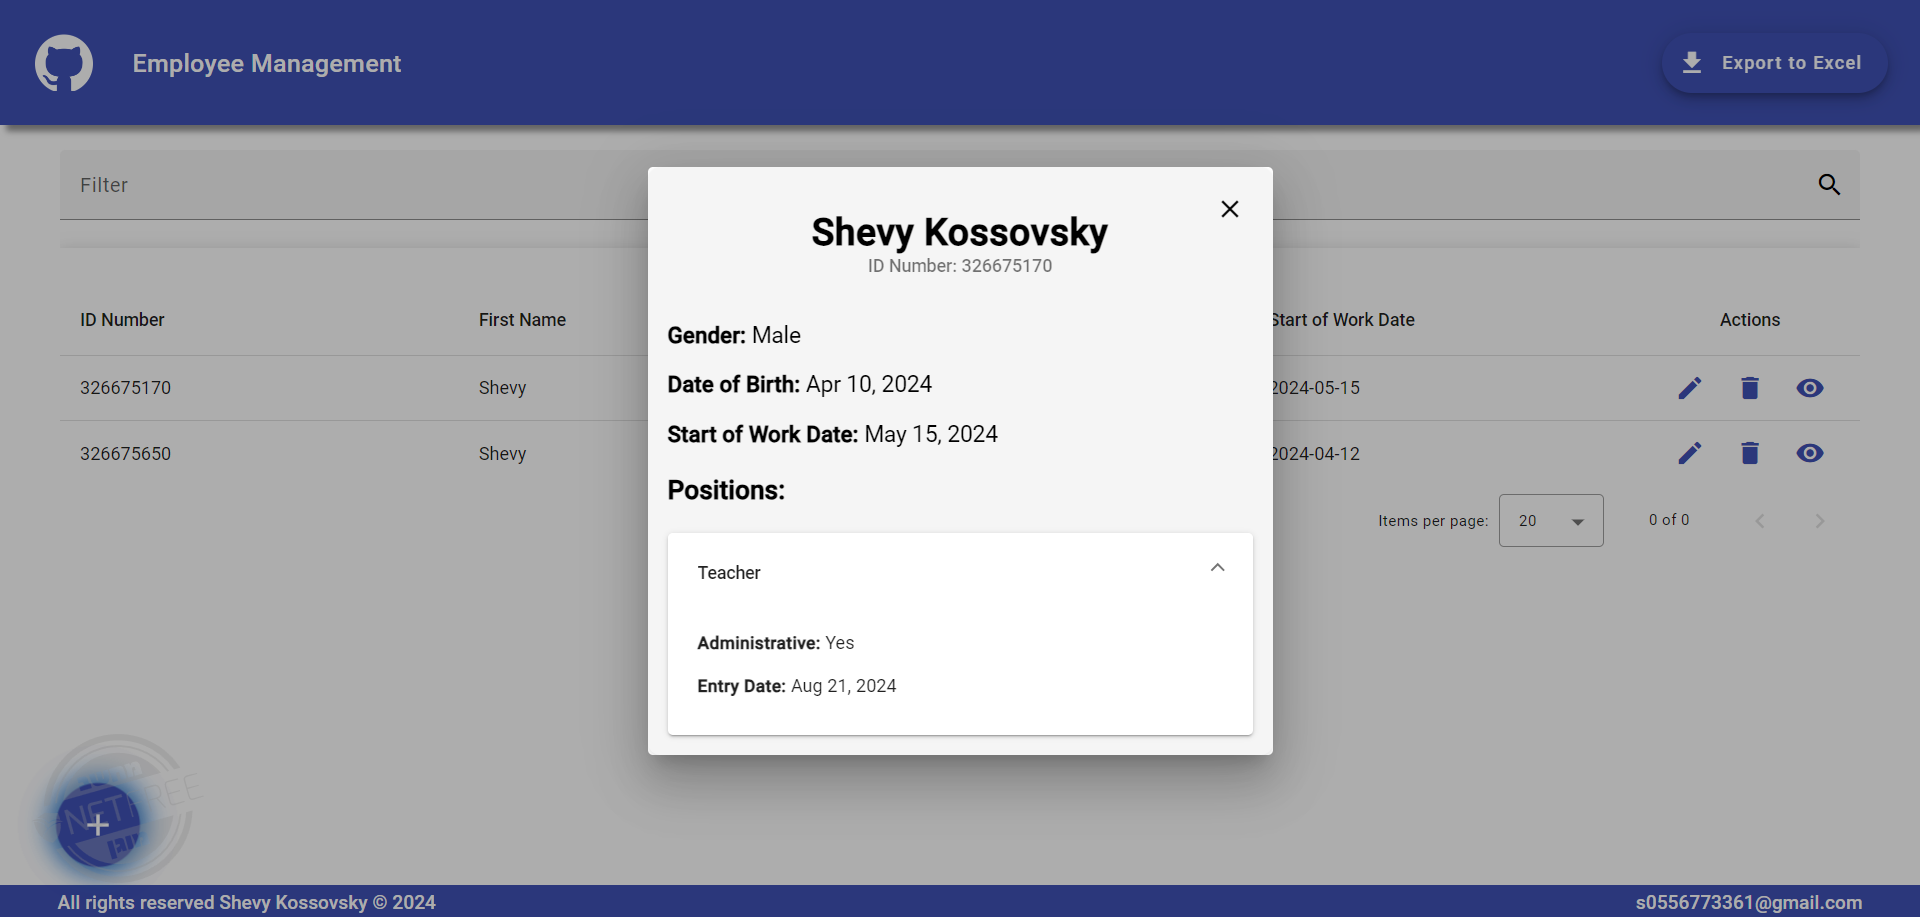 Employee Management
Export to Excel
Filter
ID Number
First Name
Start of Work Date
Actions
326675170
Shevy
2024-05-15
326675650
Shevy
2024-04-12
Items per page:
20
0 of 0
Shevy Kossovsky
ID Number: 326675170
Gender: Male
Date of Birth: Apr 10, 2024
Start of Work Date: May 15, 2024
Positions:
Teacher
Administrative: Yes
Entry Date: Aug 21, 2024
NETFREE
All rights reserved Shevy Kossovsky © 2024
s0556773361@gmail.com